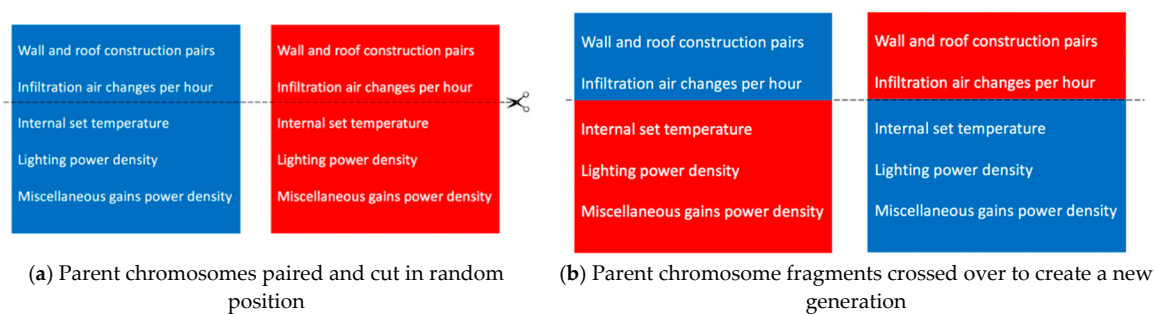 Wall and roof construction pairs
Infiltration air changes per hour
Internal set temperature
Lighting power density
Miscellaneous gains power density
Wall and roof construction pairs
Infiltration air changes per hour
Internal set temperature
Lighting power density
Miscellaneous gains power density
(a) Parent chromosomes paired and cut in random
position
Wall and roof construction pairs
Infiltration air changes per hour
Internal set temperature
Lighting power density
Miscellaneous gains power density
Wall and roof construction pairs
Infiltration air changes per hour
Internal set temperature
Lighting power density
Miscellaneous gains power density
(b) Parent chromosome fragments crossed over to create a new
generation